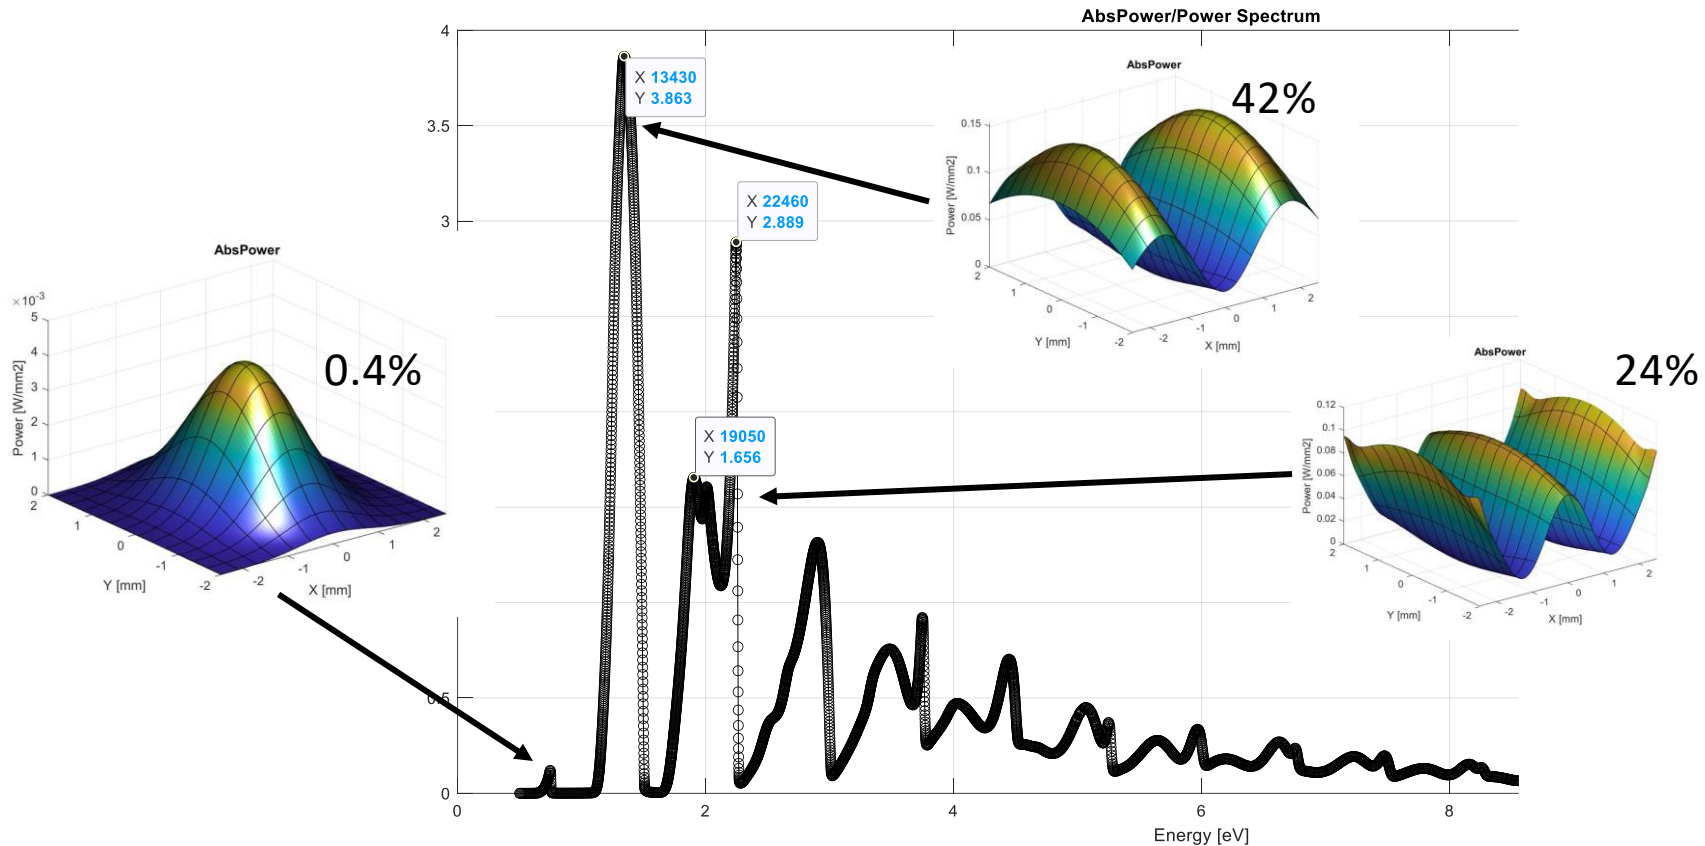 AbsPower/Power Spectrum
4
3.5
3
0.5
0
0 2 4 6 8
Energy [eV]
X 13430
Y 3.863
X 22460
Y 2.889
X 19050
Y 1.656
AbsPower
0.4%
×10-3
5
4
3
2
1
0
Power [W/mm2]
2
1
0
-1
-2
Y [mm]
-2
-1
0
1
2
X [mm]
AbsPower
42%
0.15
0.1
0.05
0
Power [W/mm2]
2
1
0
-1
-2
Y [mm]
-2
-1
0
1
2
X [mm]
AbsPower
24%
0.12
0.1
0.08
0.06
0.04
0.02
0
Power [W/mm2]
2
1
0
-1
-2
Y [mm]
-2
-1
0
1
2
X [mm]